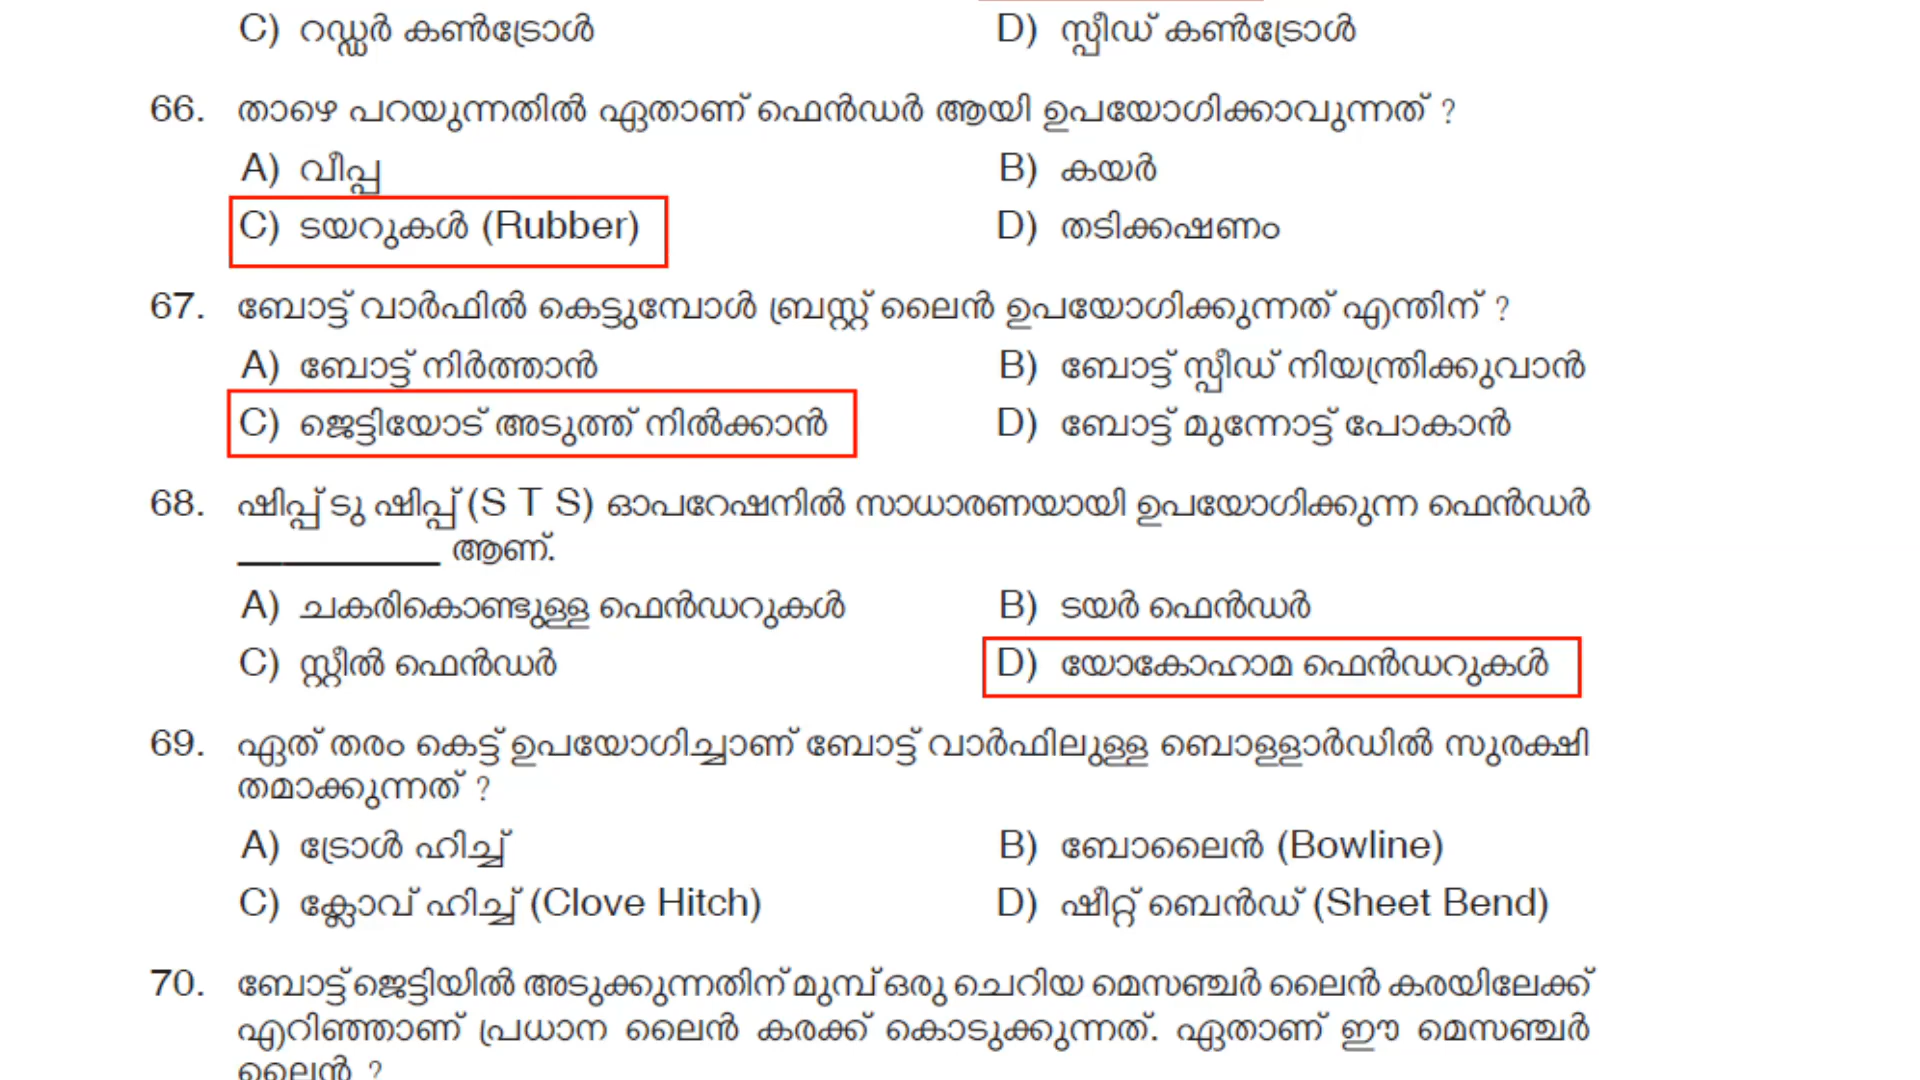 C) റഡ്ഡർ കൺട്രോൾ D) സ്പീഡ് കൺട്രോൾ
66. താഴെ പറയുന്നതിൽ ഏതാണ് ഫെൻഡർ ആയി ഉപയോഗിക്കാവുന്നത് ?
A) വീപ്പ B) കയർ
C) ടയറുകൾ (Rubber) D) തടിക്കഷണം
67. ബോട്ട് വാർഫിൽ കെട്ടുമ്പോൾ ബ്രസ്റ്റ് ലൈൻ ഉപയോഗിക്കുന്നത് എന്തിന് ?
A) ബോട്ട് നിർത്താൻ B) ബോട്ട് സ്പീഡ് നിയന്ത്രിക്കുവാൻ
C) ജെട്ടിയോട് അടുത്ത് നിൽക്കാൻ D) ബോട്ട് മുന്നോട്ട് പോകാൻ
68. ഷിപ്പ് ടു ഷിപ്പ് (S T S) ഓപറേഷനിൽ സാധാരണയായി ഉപയോഗിക്കുന്ന ഫെൻഡർ
__________ ആണ്.
A) ചകരികൊണ്ടുള്ള ഫെൻഡറുകൾ B) ടയർ ഫെൻഡർ
C) സ്റ്റീൽ ഫെൻഡർ D) യോകോഹാമ ഫെൻഡറുകൾ
69. ഏത് തരം കെട്ട് ഉപയോഗിച്ചാണ് ബോട്ട് വാർഫിലുള്ള ബൊള്ളാർഡിൽ സുരക്ഷി
തമാക്കുന്നത് ?
A) ട്രോൾ ഹിച്ച് B) ബോലൈൻ (Bowline)
C) ക്ലോവ് ഹിച്ച് (Clove Hitch) D) ഷീറ്റ് ബെൻഡ് (Sheet Bend)
70. ബോട്ട് ജെട്ടിയിൽ അടുക്കുന്നതിന് മുമ്പ് ഒരു ചെറിയ മെസഞ്ചർ ലൈൻ കരയിലേക്ക്
എറിഞ്ഞാണ് പ്രധാന ലൈൻ കരക്ക് കൊടുക്കുന്നത്. ഏതാണ് ഈ മെസഞ്ചർ
ലൈൻ ?